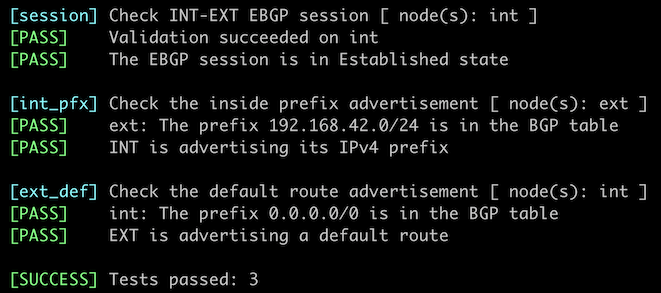 [session] Check INT-EXT EBGP session [ node(s): int ]
[PASS] Validation succeeded on int
[PASS] The EBGP session is in Established state
[int_pfx] Check the inside prefix advertisement [ node(s): ext ]
[PASS] ext: The prefix 192.168.42.0/24 is in the BGP table
[PASS] INT is advertising its IPv4 prefix
[ext_def] Check the default route advertisement [ node(s): int ]
[PASS] int: The prefix 0.0.0.0/0 is in the BGP table
[PASS] EXT is advertising a default route
[SUCCESS] Tests passed: 3